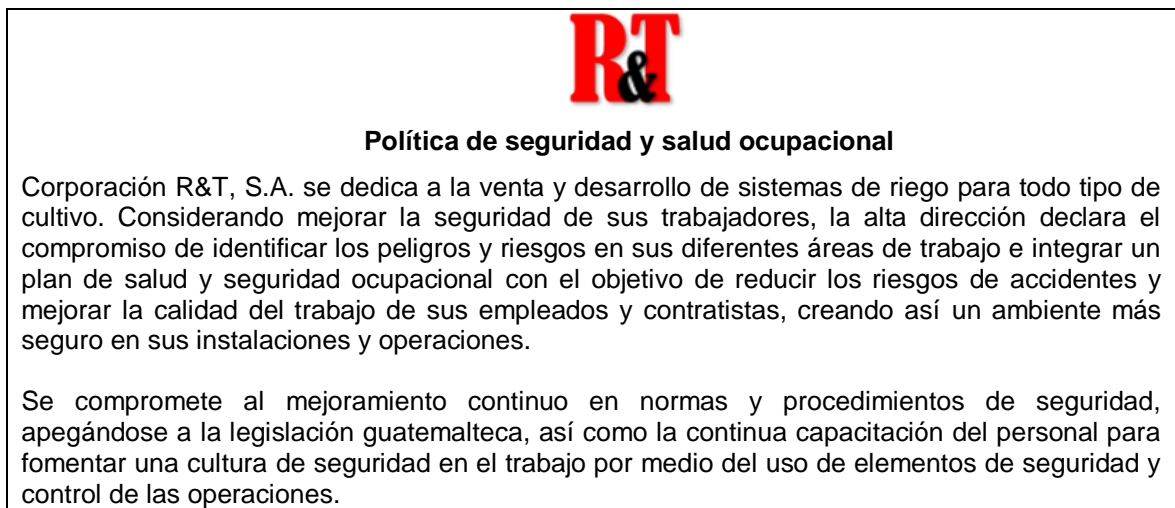 R&T
Política de seguridad y salud ocupacional
Corporación R&T, S.A. se dedica a la venta y desarrollo de sistemas de riego para todo tipo de
cultivo. Considerando mejorar la seguridad de sus trabajadores, la alta dirección declara el
compromiso de identificar los peligros y riesgos en sus diferentes áreas de trabajo e integrar un
plan de salud y seguridad ocupacional con el objetivo de reducir los riesgos de accidentes y
mejorar la calidad del trabajo de sus empleados y contratistas, creando así un ambiente más
seguro en sus instalaciones y operaciones.
Se compromete al mejoramiento continuo en normas y procedimientos de seguridad,
apegándose a la legislación guatemalteca, así como la continua capacitación del personal para
fomentar una cultura de seguridad en el trabajo por medio del uso de elementos de seguridad y
control de las operaciones.